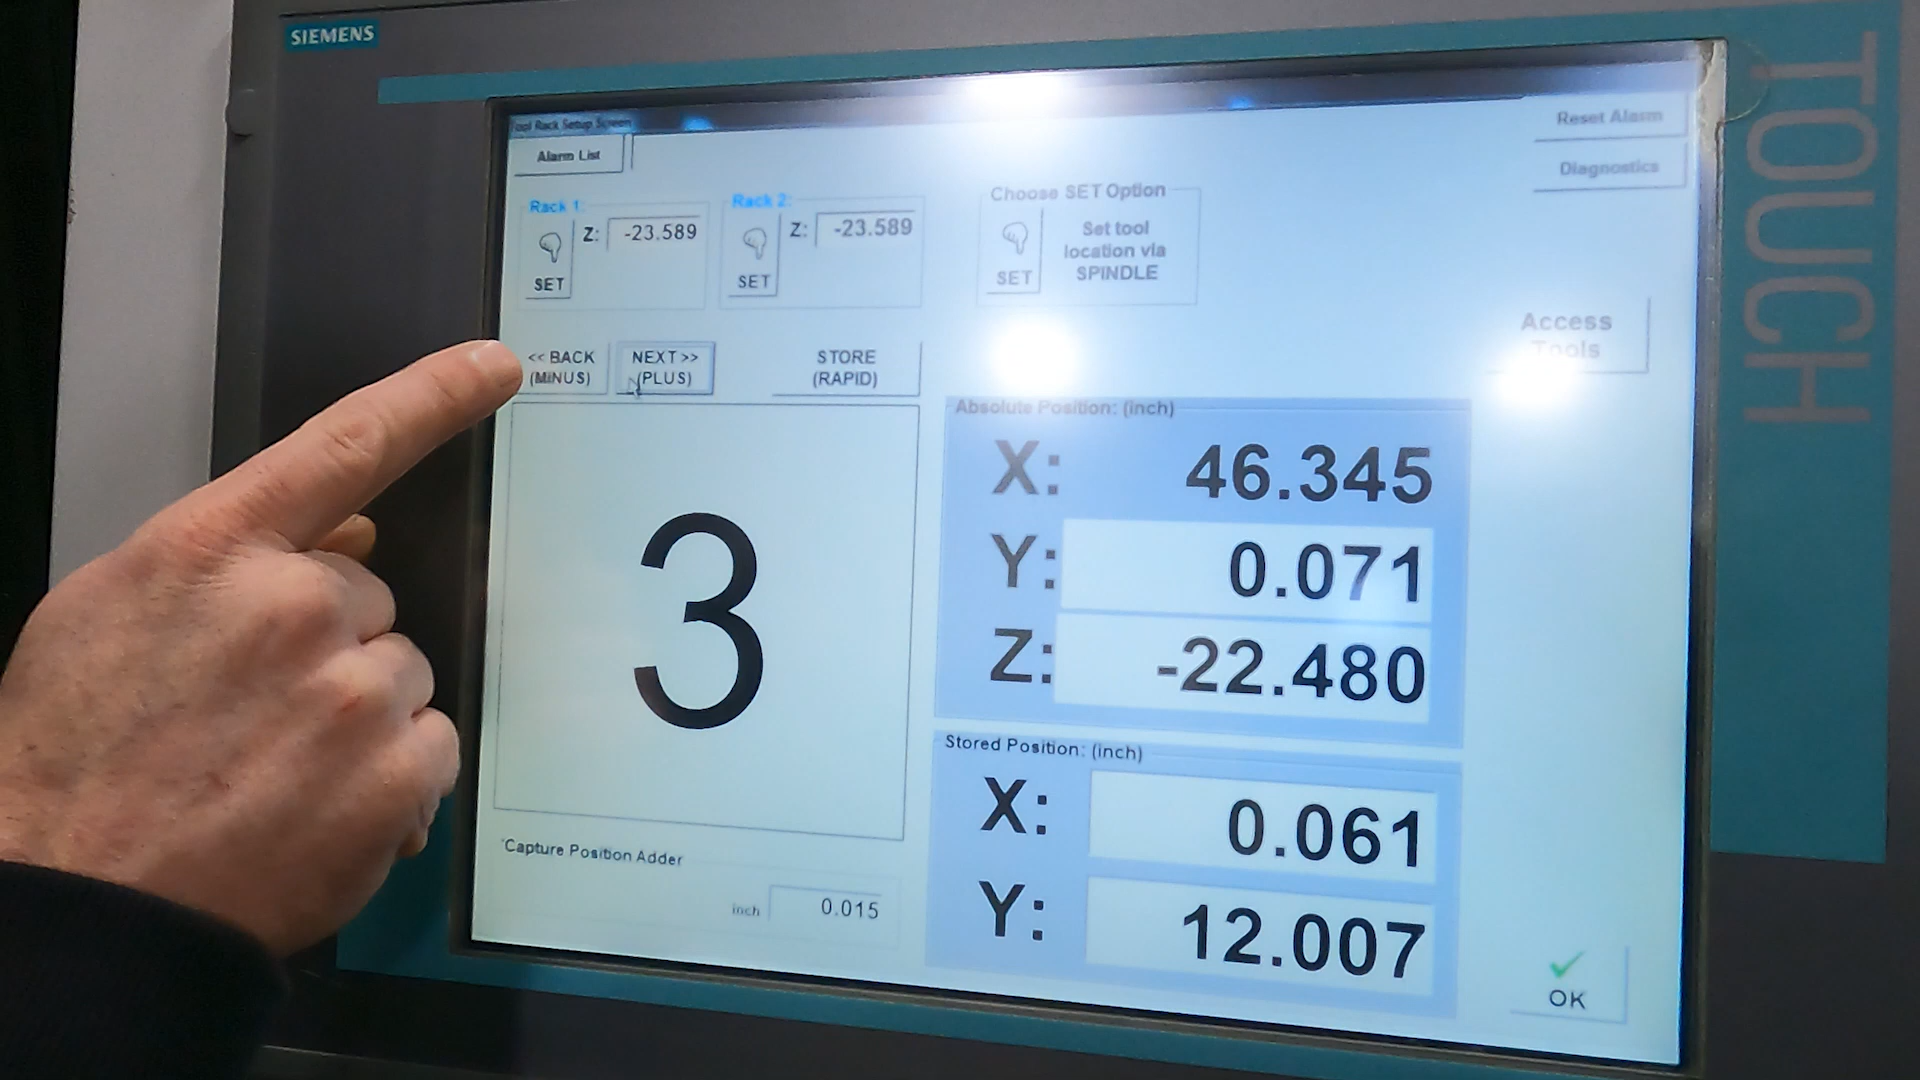 SIEMENS
TOUCH
Tool Rack Setup Screen
Alarm List
Reset Alarm
Diagnostics
Rack 1:
Z: -23.589
SET
Rack 2:
Z: -23.589
SET
Choose SET Option
Set tool
location via
SPINDLE
SET
Access
Tools
<< BACK
(MINUS)
NEXT >>
(PLUS)
STORE
(RAPID)
3
Absolute Position: (inch)
X: 46.345
Y: 0.071
Z: -22.480
Stored Position: (inch)
X: 0.061
Y: 12.007
Capture Position Adder
inch 0.015
OK